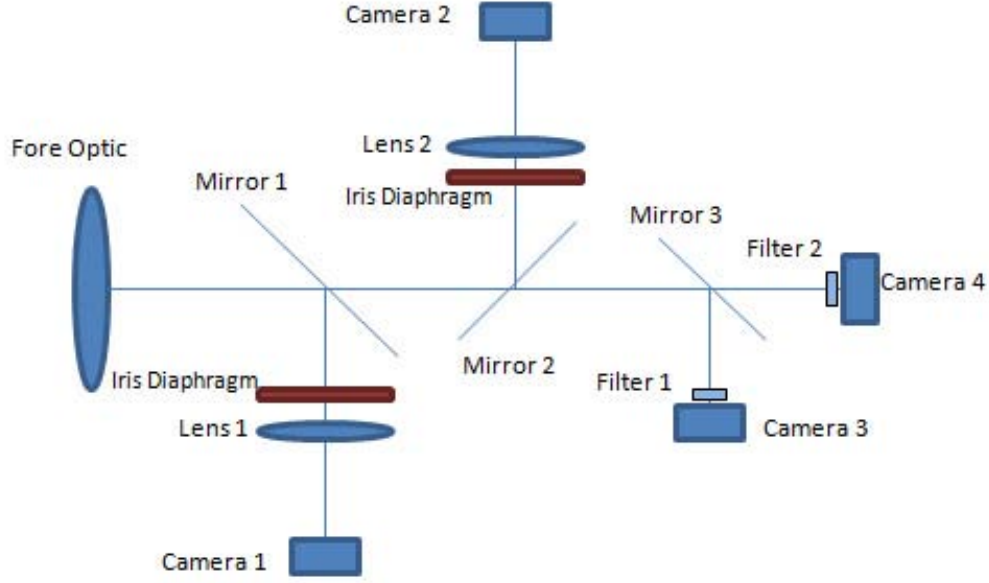 Camera 2
Fore Optic
Lens 2
Mirror 1
Iris Diaphragm
Mirror 3
Filter 2
Camera 4
Mirror 2
Iris Diaphragm
Filter 1
Lens 1
Camera 3
Camera 1